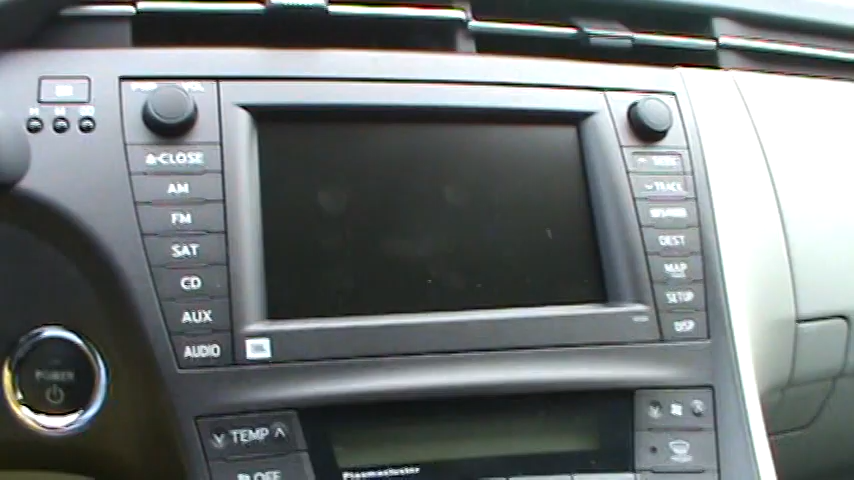 CLOSE
AM
FM
SAT
CD
AUX
AUDIO
TRACK
DEST
MAP
SETUP
DISP
JBL
POWER
TEMP
OFF
Plasmacluster